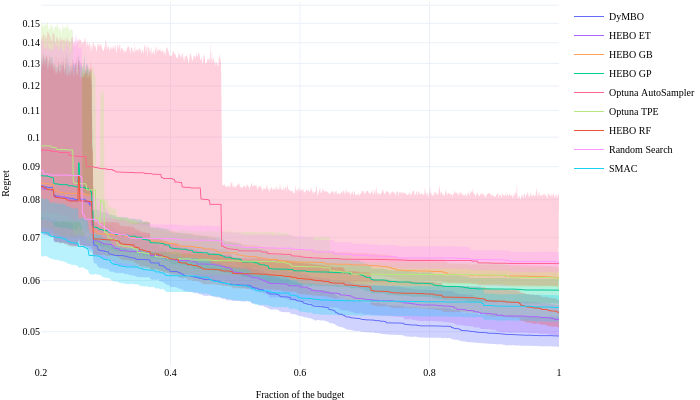 0.15
0.14
0.13
0.12
0.11
0.1
0.09
0.08
0.07
0.06
0.05
Regret
0.2
0.4
0.6
0.8
1
Fraction of the budget
DyMBO
HEBO ET
HEBO GB
HEBO GP
Optuna AutoSampler
Optuna TPE
HEBO RF
Random Search
SMAC